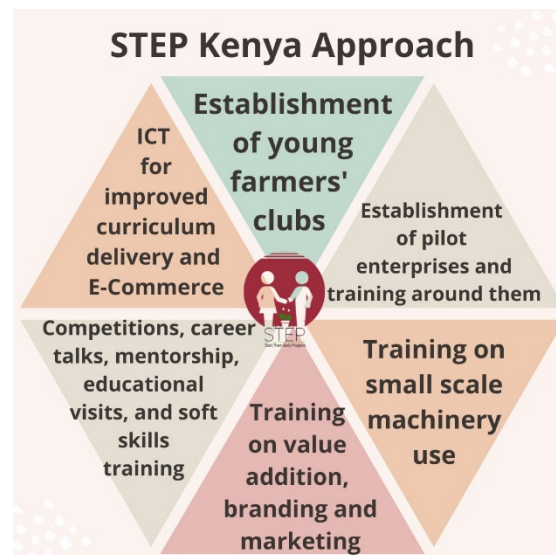 STEP Kenya Approach
Establishment
of young
farmers'
clubs
Establishment
of pilot
enterprises and
training around them
Training on
small scale
machinery
use
Training
on value
addition,
branding and
marketing
Competitions, career
talks, mentorship,
educational
visits, and soft
skills
training
ICT
for
improved
curriculum
delivery and
E-Commerce
STEP